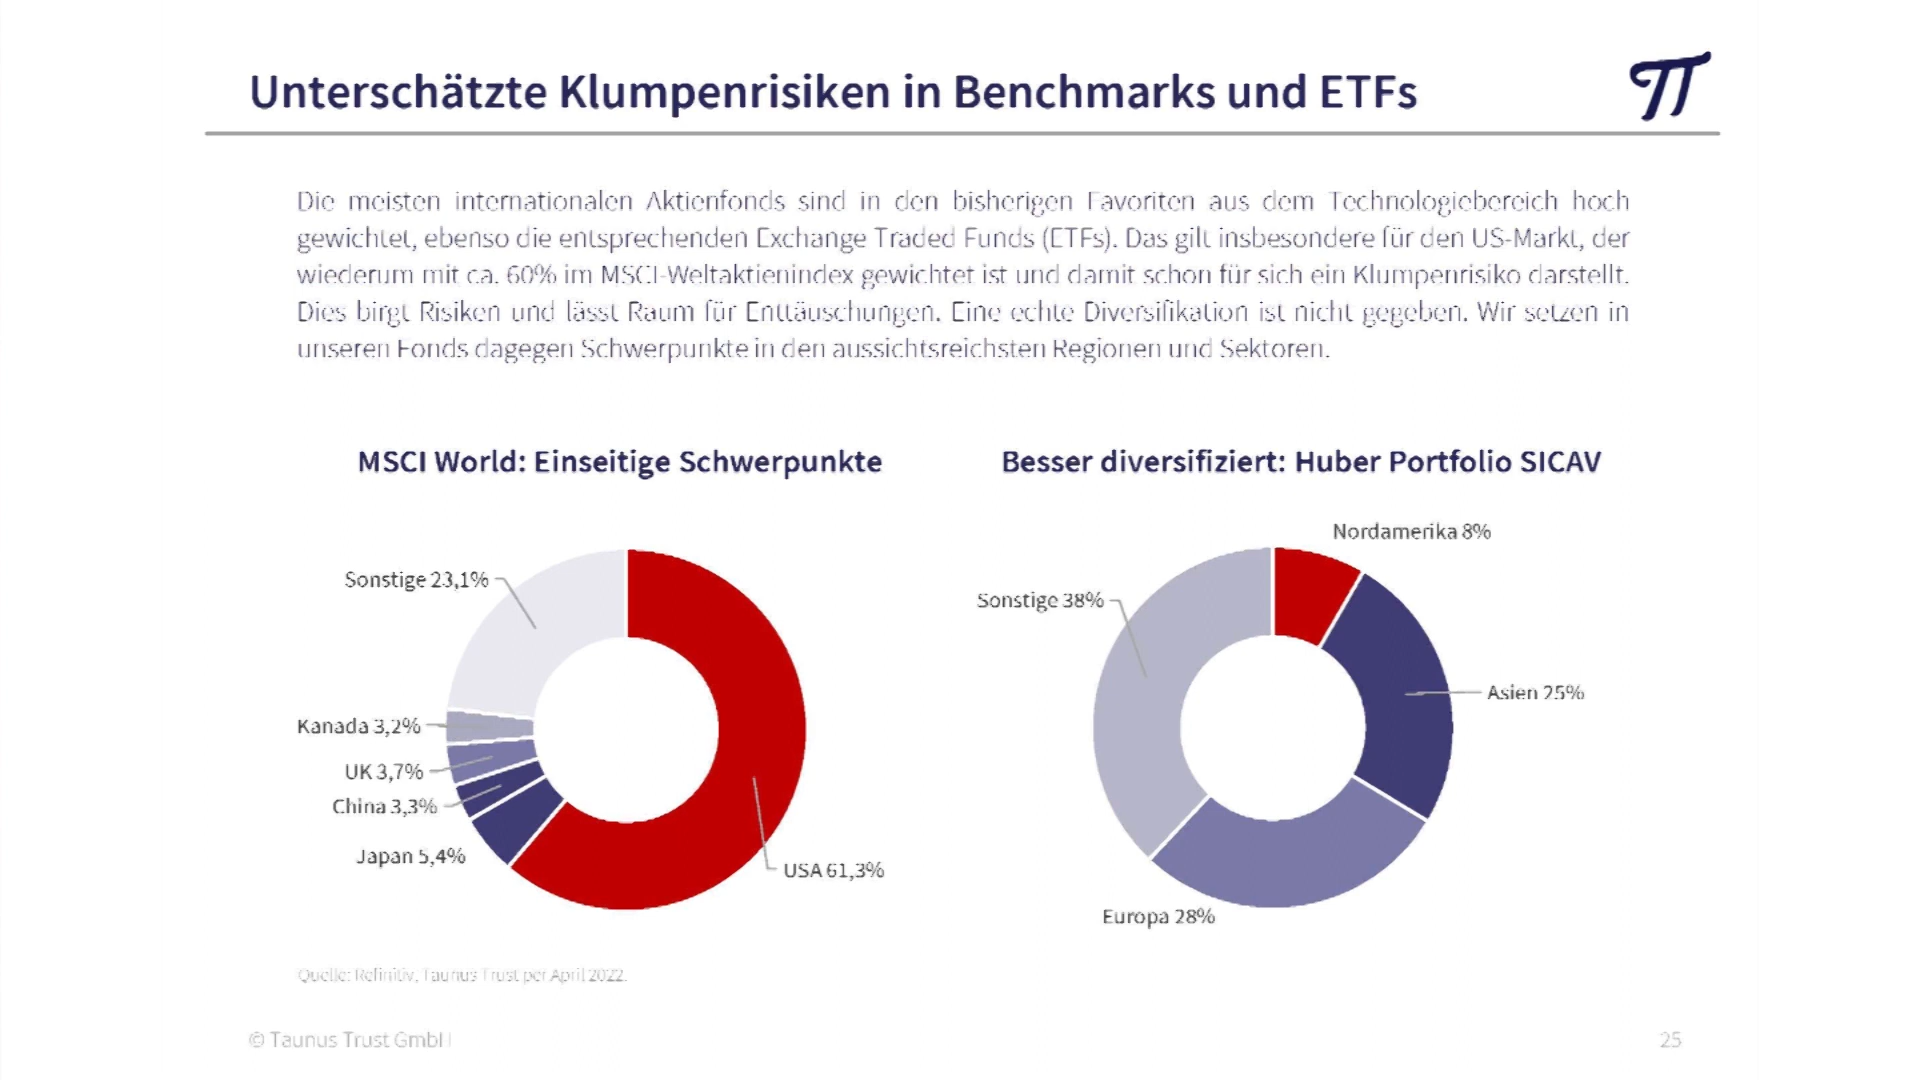 Unterschätzte Klumpenrisiken in Benchmarks und ETFs
Die meisten internationalen Aktienfonds sind in den bisherigen Favoriten aus dem Technologiebereich hoch
gewichtet, ebenso die entsprechenden Exchange Traded Funds (ETFs). Das gilt insbesondere für den US-Markt, der
wiederum mit ca. 60% im MSCI-Weltaktienindex gewichtet ist und damit schon für sich ein Klumpenrisiko darstellt.
Dies birgt Risiken und lässt Raum für Enttäuschungen. Eine echte Diversifikation ist nicht gegeben. Wir setzen in
unseren Fonds dagegen Schwerpunkte in den aussichtsreichsten Regionen und Sektoren.
MSCI World: Einseitige Schwerpunkte
Sonstige 23,1%
Kanada 3,2%
UK 3,7%
China 3,3%
Japan 5,4%
USA 61,3%
Besser diversifiziert: Huber Portfolio SICAV
Nordamerika 8%
Sonstige 38%
Asien 25%
Europa 28%
Quelle: Refinitiv, Taunus Trust per April 2022.
© Taunus Trust GmbH
25